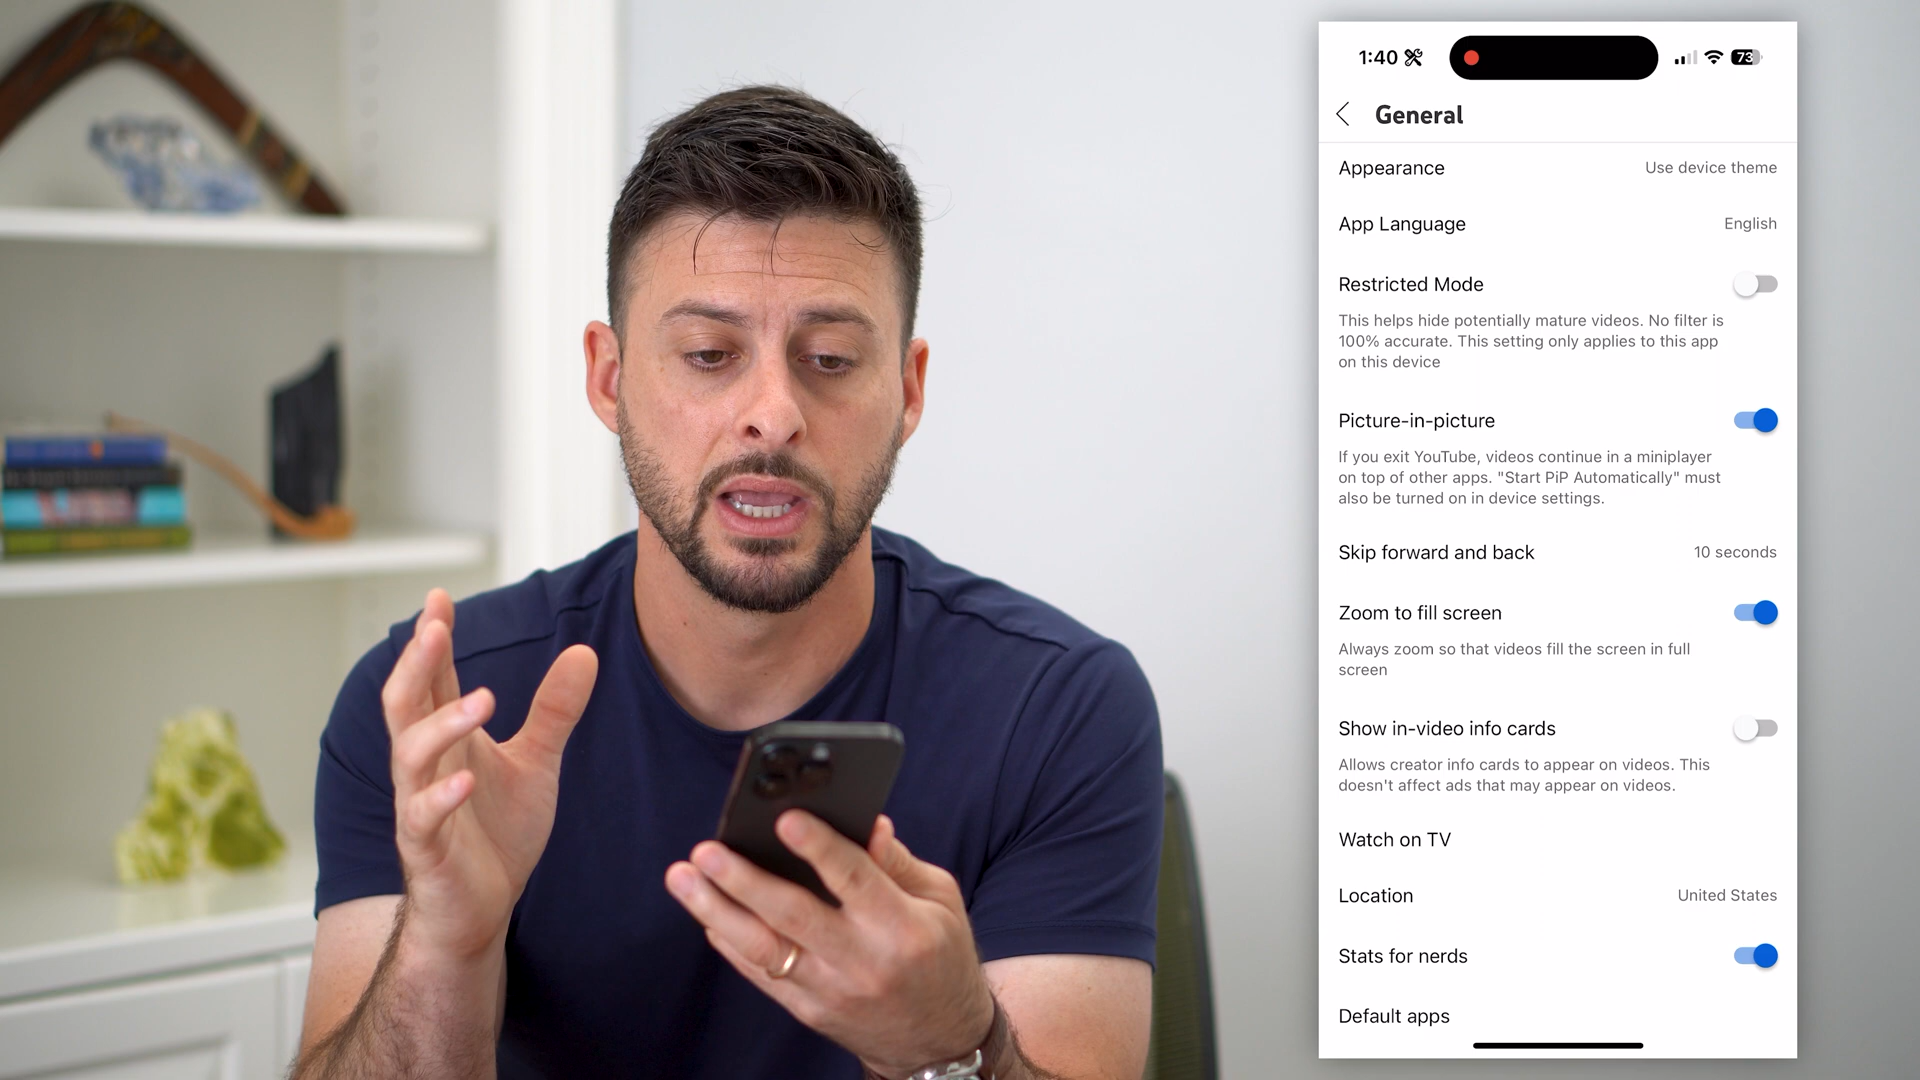 1:40
73
General
Appearance
Use device theme
App Language
English
Restricted Mode
This helps hide potentially mature videos. No filter is
100% accurate. This setting only applies to this app
on this device
Picture-in-picture
If you exit YouTube, videos continue in a miniplayer
on top of other apps. "Start PiP Automatically" must
also be turned on in device settings.
Skip forward and back
10 seconds
Zoom to fill screen
Always zoom so that videos fill the screen in full
screen
Show in-video info cards
Allows creator info cards to appear on videos. This
doesn't affect ads that may appear on videos.
Watch on TV
Location
United States
Stats for nerds
Default apps